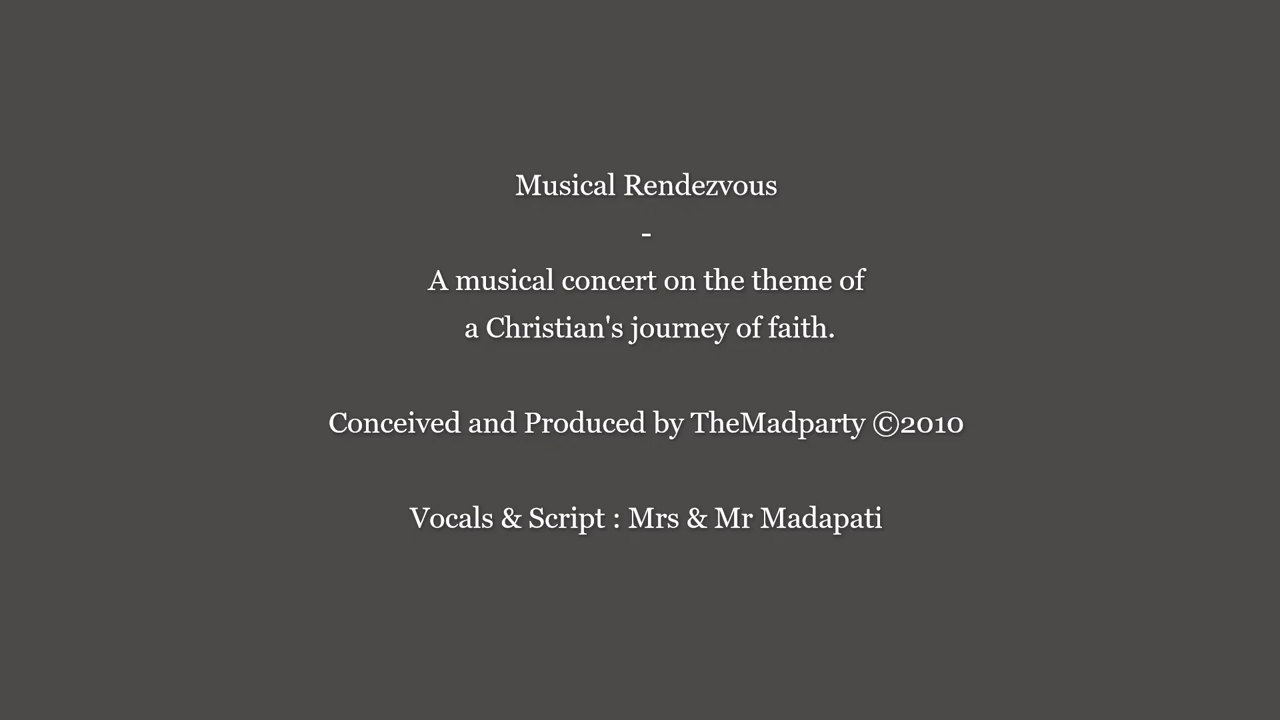 Musical Rendezvous
-
A musical concert on the theme of
a Christian's journey of faith.
Conceived and Produced by TheMadparty ©2010
Vocals & Script : Mrs & Mr Madapati